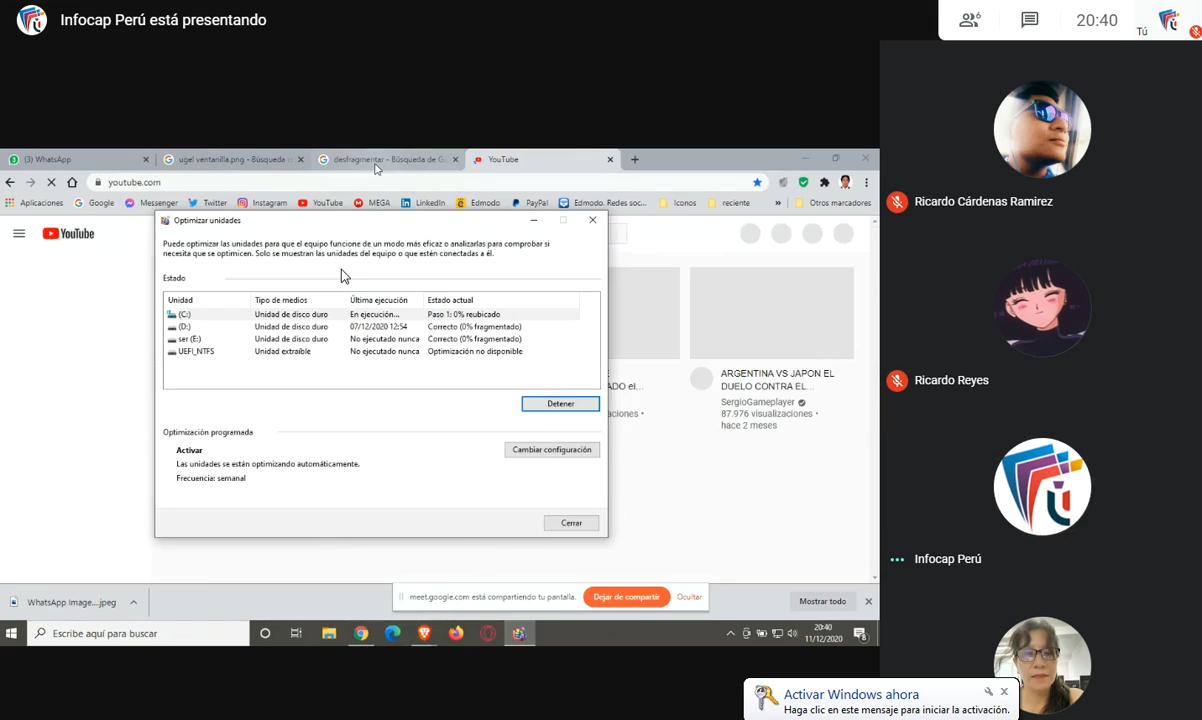 Infocap Perú está presentando
6
20:40
Tú
(3) WhatsApp
ugel ventanilla.png - Búsqueda
desfragmentar - Búsqueda de G
YouTube
youtube.com
Aplicaciones
Google
Messenger
Twitter
Instagram
YouTube
MEGA
LinkedIn
Edmodo
PayPal
Edmodo. Redes soc...
Iconos
reciente
»
Otros marcadores
YouTube
Optimizar unidades
Puede optimizar las unidades para que el equipo funcione de un modo más eficaz o analizarlas para comprobar si
necesita que se optimicen. Solo se muestran las unidades del equipo o que estén conectadas a él.
Estado
Unidad Tipo de medios Última ejecución Estado actual
(C:) Unidad de disco duro En ejecución... Paso 1: 0% reubicado
(D:) Unidad de disco duro 07/12/2020 12:54 Correcto (0% fragmentado)
ser (E:) Unidad de disco duro No ejecutado nunca Correcto (0% fragmentado)
UEFI_NTFS Unidad extraíble No ejecutado nunca Optimización no disponible
Detener
Optimización programada
Activar
Las unidades se están optimizando automáticamente.
Frecuencia: semanal
Cambiar configuración
Cerrar
ADO el...
ciones •
ARGENTINA VS JAPON EL
DUELO CONTRA EL...
SergioGameplayer
87.976 visualizaciones •
hace 2 meses
WhatsApp Image....jpeg
meet.google.com está compartiendo tu pantalla.
Dejar de compartir
Ocultar
Mostrar todo
Escribe aquí para buscar
20:40
11/12/2020
8
Ricardo Cárdenas Ramirez
Ricardo Reyes
Infocap Perú
Activar Windows ahora
Haga clic en este mensaje para iniciar la activación.